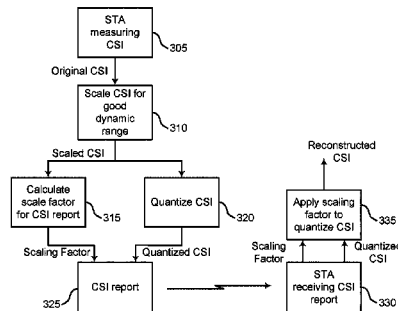 STA
measuring
CSI
305
Original CSI
Scale CSI for
good
dynamic
range
310
Scaled CSI
Calculate
scale factor
for CSI report
315
Quantize CSI
320
Scaling Factor
Quantized CSI
325
CSI report
Reconstructed
CSI
Apply scaling
factor to
quantize CSI
335
Scaling
Factor
Quantized
CSI
STA
receiving CSI
report
330